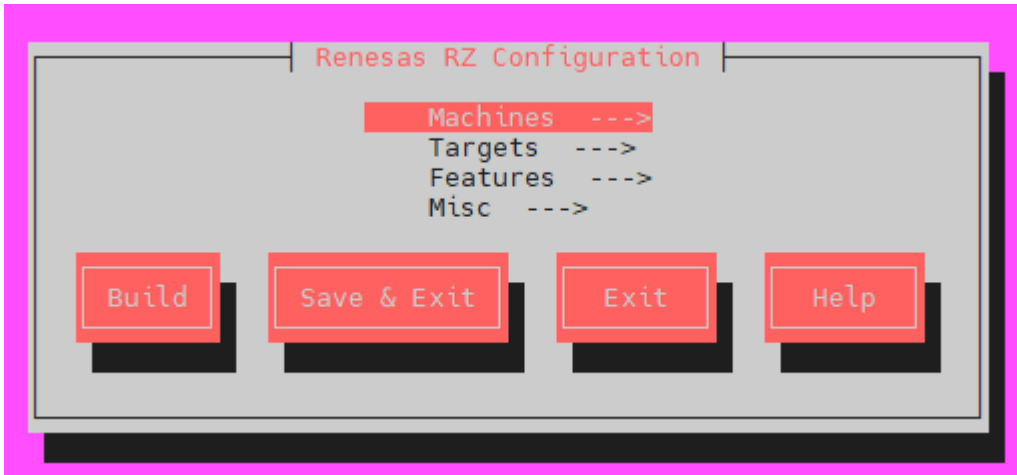 Renesas RZ Configuration
Machines --->
Targets --->
Features --->
Misc --->
Build Save & Exit Exit Help